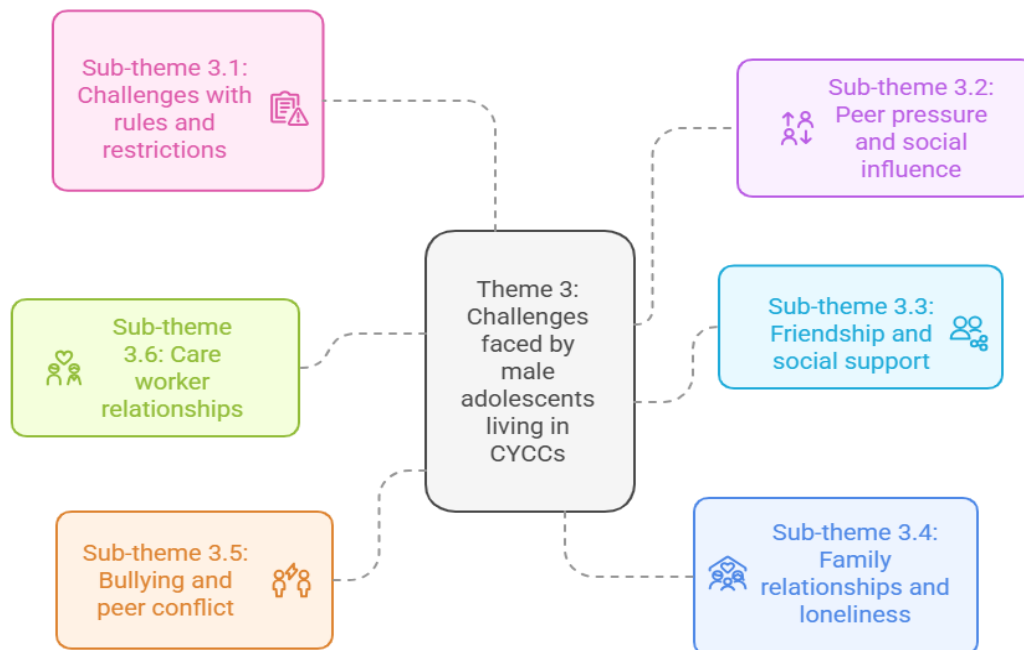 Sub-theme 3.1:
Challenges with
rules and
restrictions
Sub-theme 3.2:
Peer pressure
and social
influence
Theme 3:
Challenges
faced by
male
adolescents
living in
CYCCs
Sub-theme 3.3:
Friendship and
social support
Sub-theme
3.6: Care
worker
relationships
Sub-theme 3.4:
Family
relationships and
loneliness
Sub-theme 3.5:
Bullying and
peer conflict